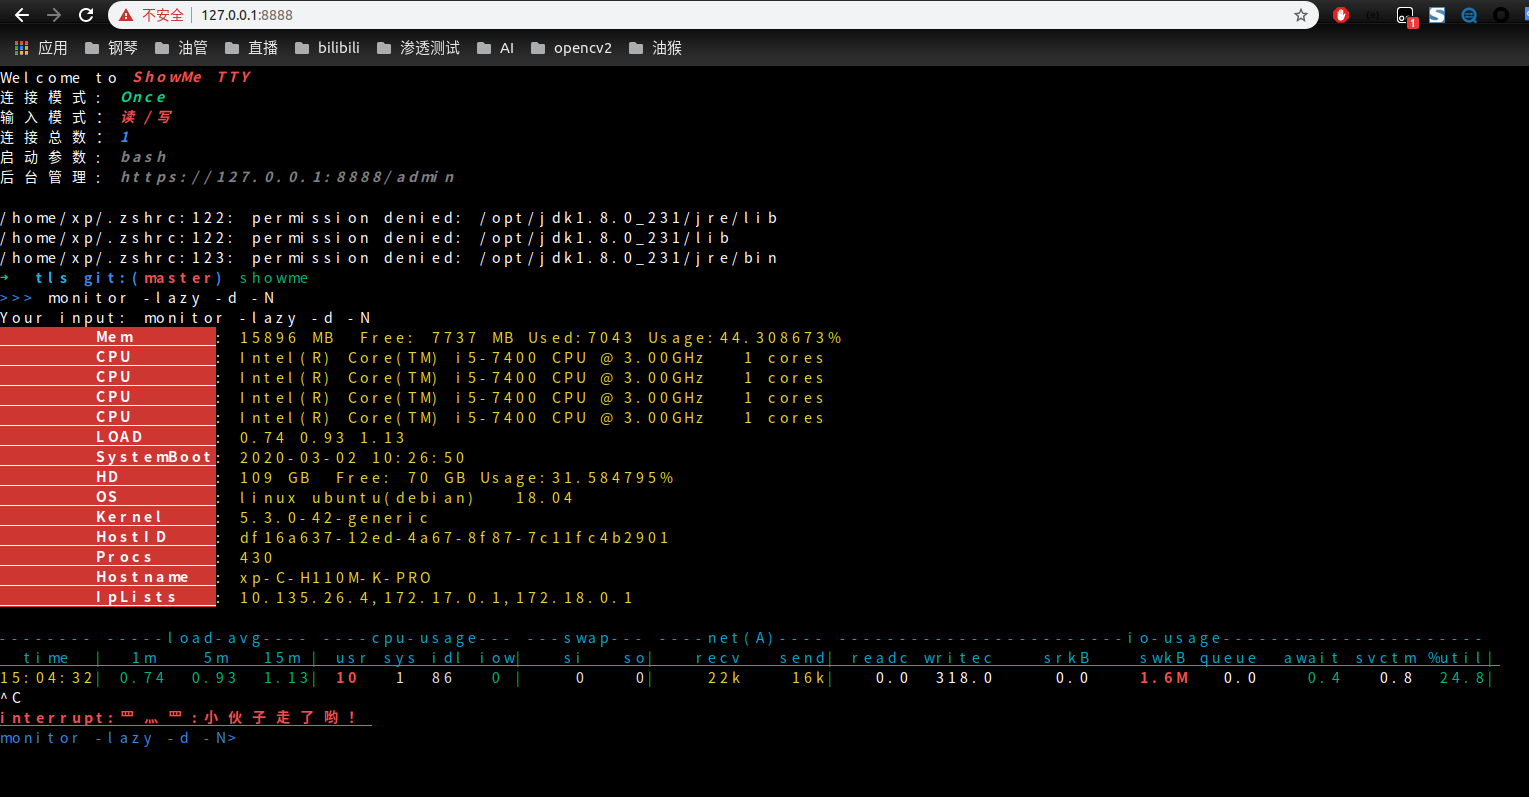 不安全 127.0.0.1:8888
应用 钢琴 油管 直播 bilibili 渗透测试 AI opencv2 油猴
Welcome to ShowMe TTY
连接模式: Once
输入模式: 读/写
连接总数: 1
启动参数: bash
后台管理: https://127.0.0.1:8888/admin
/home/xp/.zshrc:122: permission denied: /opt/jdk1.8.0_231/jre/lib
/home/xp/.zshrc:122: permission denied: /opt/jdk1.8.0_231/lib
/home/xp/.zshrc:123: permission denied: /opt/jdk1.8.0_231/jre/bin
➜ tls git:(master) showme
>>> monitor -lazy -d -N
Your input: monitor -lazy -d -N
Mem : 15896 MB Free: 7737 MB Used:7043 Usage:44.308673%
CPU : Intel(R) Core(TM) i5-7400 CPU @ 3.00GHz 1 cores
CPU : Intel(R) Core(TM) i5-7400 CPU @ 3.00GHz 1 cores
CPU : Intel(R) Core(TM) i5-7400 CPU @ 3.00GHz 1 cores
CPU : Intel(R) Core(TM) i5-7400 CPU @ 3.00GHz 1 cores
LOAD : 0.74 0.93 1.13
SystemBoot: 2020-03-02 10:26:50
HD : 109 GB Free: 70 GB Usage:31.584795%
OS : linux ubuntu(debian) 18.04
Kernel : 5.3.0-42-generic
HostID : df16a637-12ed-4a67-8f87-7c11fc4b2901
Procs : 430
Hostname : xp-C-H110M-K-PRO
IpLists : 10.135.26.4,172.17.0.1,172.18.0.1
-------- -----load-avg---- ----cpu-usage--- ---swap--- ----net(A)----- ------------------------io-usage----------------------
time | 1m 5m 15m | usr sys idl iow| si so| recv send| readc writec srkB swkB queue await svctm %util|
15:04:32| 0.74 0.93 1.13| 10 1 86 0 | 0 0| 22k 16k| 0.0 318.0 0.0 1.6M 0.0 0.4 0.8 24.8|
^C
interrupt:罒灬罒:小伙子走了哟!
monitor -lazy -d -N>